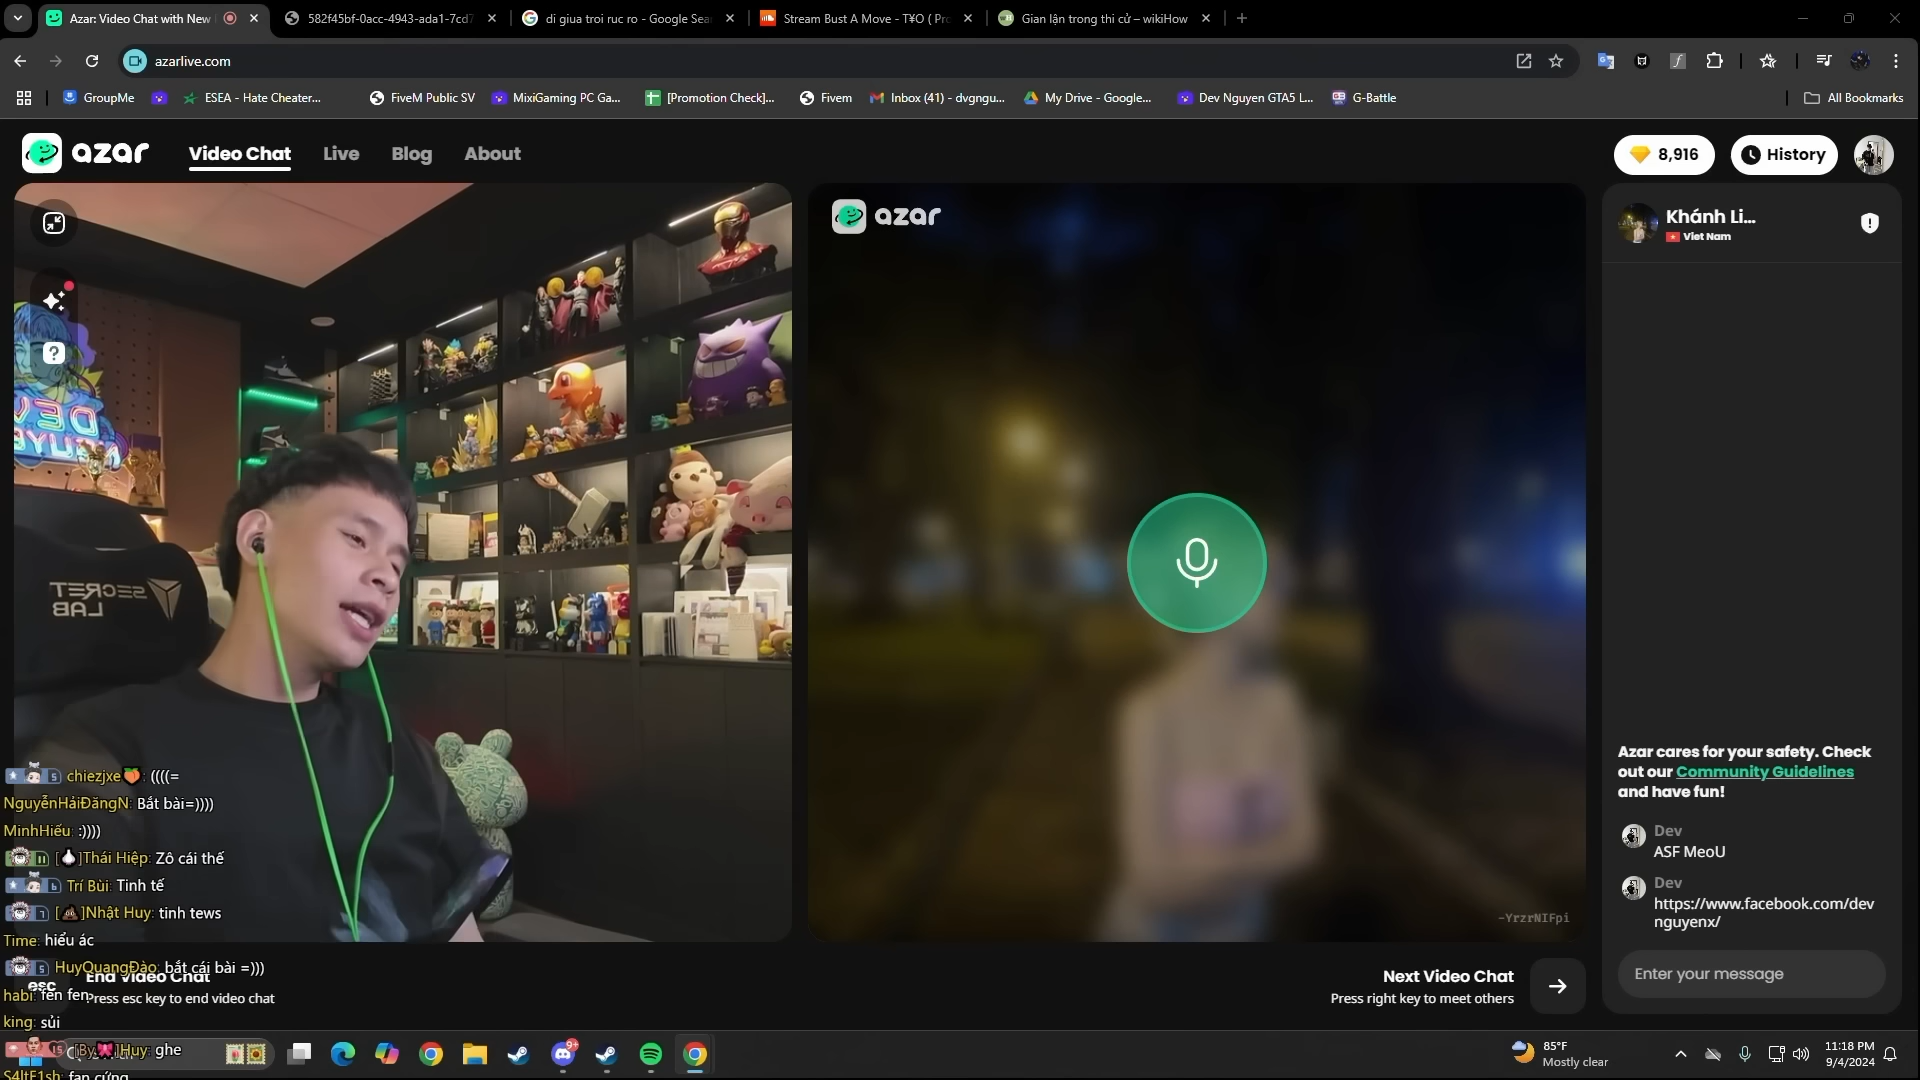 Azar: Video Chat with New
582f45bf-0acc-4943-ada1-7cd7
di giua troi ruc ro - Google Sea
Stream Bust A Move - T¥O ( Pro
Gian lận trong thi cử – wikiHow
azarlive.com
GroupMe
ESEA - Hate Cheater...
FiveM Public SV
MixiGaming PC Ga...
[Promotion Check]...
Fivem
Inbox (41) - dvgngu...
My Drive - Google...
Dev Nguyen GTA5 L...
G-Battle
All Bookmarks
azar
Video Chat
Live
Blog
About
8,916
History
azar
Khánh Li...
Viet Nam
SECRET
LAB
-YrzrNIFpi
Azar cares for your safety. Check
out our Community Guidelines
and have fun!
Dev
ASF MeoU
Dev
https://www.facebook.com/dev
nguyenx/
Enter your message
chiezjxe🍑: ((((=
NguyễnHảiĐăngN: Bắt bài=))))
MinhHiếu: :))))
[🧄]Thái Hiệp: Zô cái thế
Trí Bùi: Tinh tế
[💩]Nhật Huy: tinh tews
Time: hiểu ác
HuyQuangĐào: bắt cái bài =)))
habi: fen fen
king: sủi
[By🎀]Huy: ghe
S4ltF1sh: fan cứng
esc
End Video Chat
Press esc key to end video chat
Next Video Chat
Press right key to meet others
85°F
Mostly clear
11:18 PM
9/4/2024